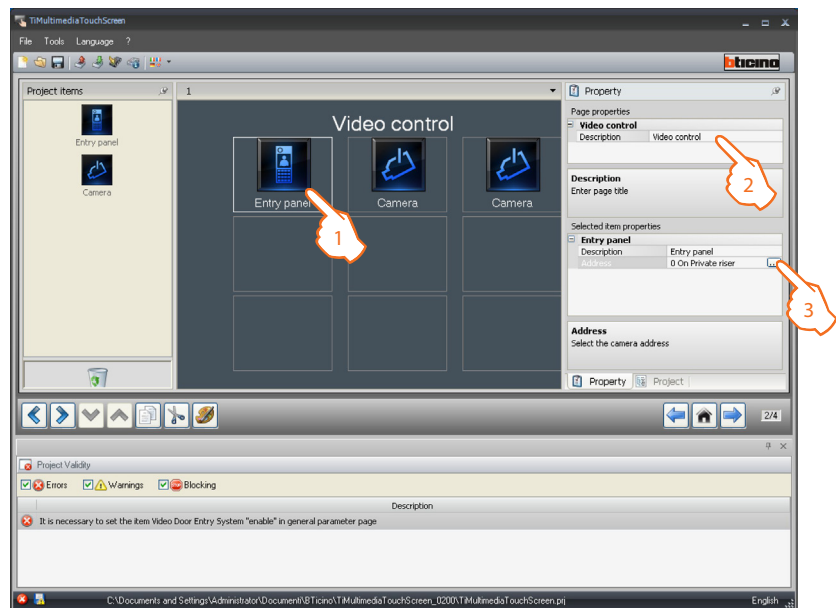 TiMultimediaTouchScreen
File Tools Language ?
bticino
Project items
Entry panel
Camera
1
Video control
Entry panel
Camera
Camera
1
Property
Page properties
Video control
Description Video control
2
Description
Enter page title
Selected item properties
Entry panel
Description Entry panel
Address 0 On Private riser ...
3
Address
Select the camera address
Property Project
2/4
Project Validity
Errors Warnings Blocking
Description
It is necessary to set the item Video Door Entry System "enable" in general parameter page
C:\Documents and Settings\Administrator\Documenti\BTicino\TiMultimediaTouchScreen_0200\TiMultimediaTouchScreen.prj
English